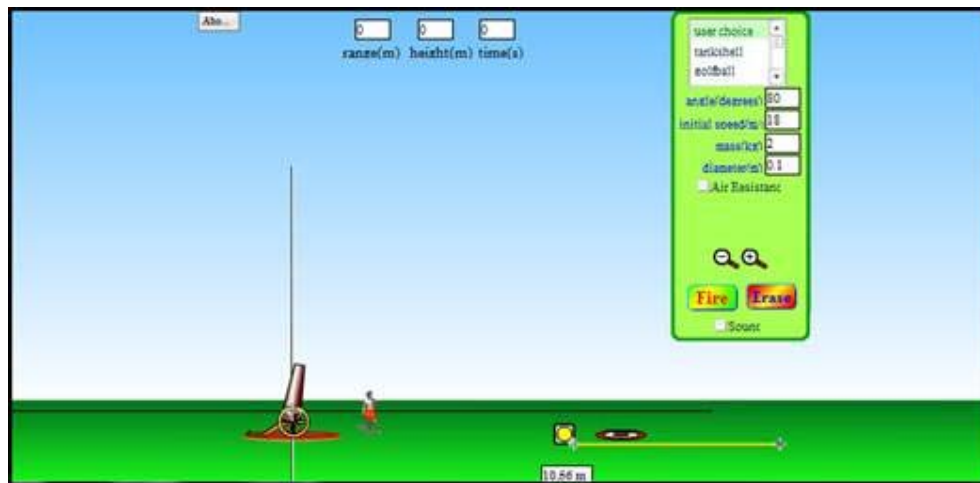 0 0 0
range(m) height(m) time(s)
user choice
tankshell
golfball
angle(degrees) 80
initial speed(m/ 18
mass(kg) 2
diameter(m) 0.1
Air Resistanc
Fire Erase
Sound
10.56 m